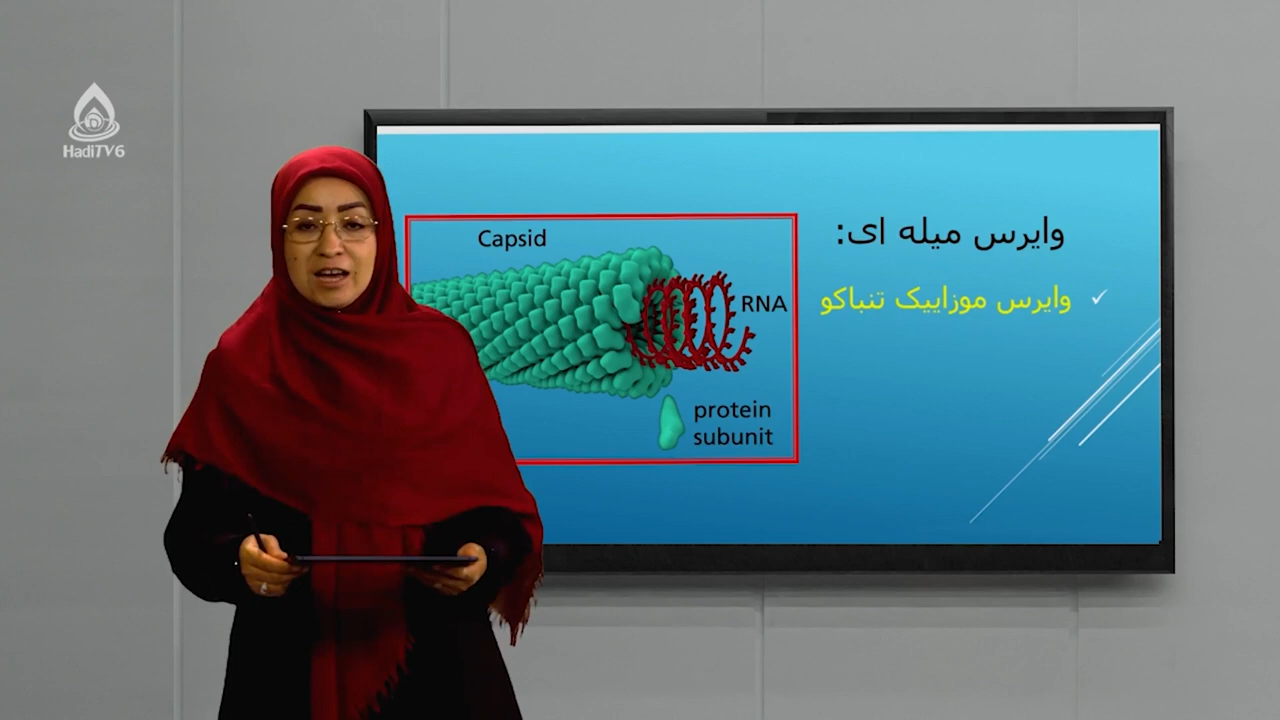 HadiTV6
وایرس میله ای:
وایرس موزاییک تنباکو
Capsid
RNA
protein
subunit